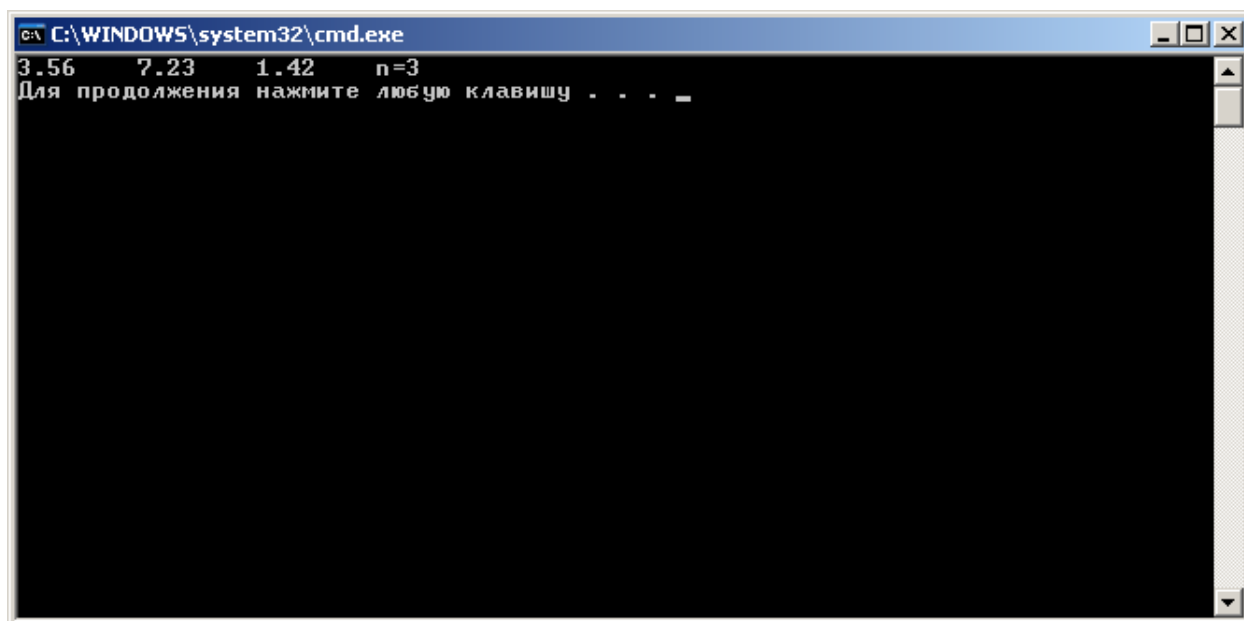 C:\WINDOWS\system32\cmd.exe
3.56 7.23 1.42 n=3
Для продолжения нажмите любую клавишу . . . _